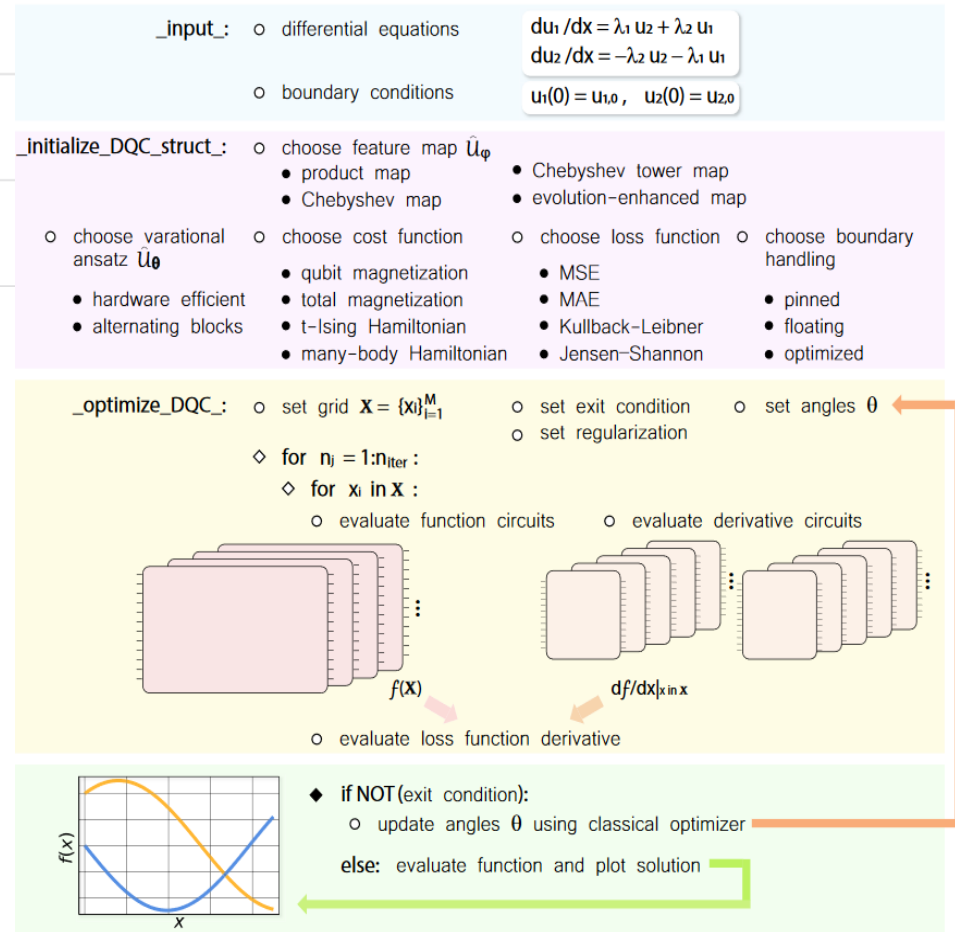 _input_: ○ differential equations du₁/dx = λ₁ u₂ + λ₂ u₁
du₂/dx = −λ₂ u₂ − λ₁ u₁
○ boundary conditions u₁(0) = u₁,₀ , u₂(0) = u₂,₀
_initialize_DQC_struct_: ○ choose feature map Û_φ
● product map ● Chebyshev tower map
● Chebyshev map ● evolution-enhanced map
○ choose varational ansatz Û_θ
● hardware efficient
● alternating blocks
○ choose cost function
● qubit magnetization
● total magnetization
● t-Ising Hamiltonian
● many-body Hamiltonian
○ choose loss function
● MSE
● MAE
● Kullback-Leibner
● Jensen-Shannon
○ choose boundary
handling
● pinned
● floating
● optimized
_optimize_DQC_: ○ set grid X = {xᵢ}ᴹᵢ₌₁ ○ set exit condition ○ set angles θ
○ set regularization
◇ for nⱼ = 1:n_iter :
◇ for xᵢ in X :
○ evaluate function circuits ○ evaluate derivative circuits
⋮ ⋮ ⋮
f(X) df/dx|x in X
○ evaluate loss function derivative
◆ if NOT(exit condition):
○ update angles θ using classical optimizer
else: evaluate function and plot solution
f(x)
x